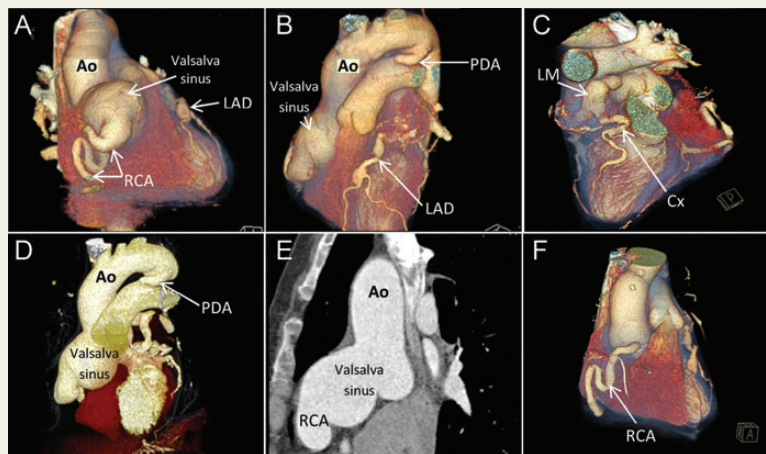 A
Ao
Valsalva
sinus
LAD
RCA
B
Ao
PDA
Valsalva
sinus
LAD
C
LM
Cx
P
D
Ao
PDA
Valsalva
sinus
E
Ao
Valsalva
sinus
RCA
F
RCA
A